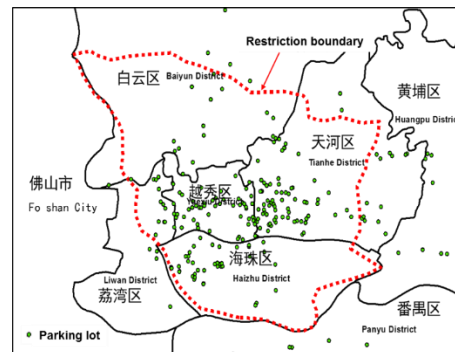 Restriction boundary
白云区
Baiyun District
黄埔区
Huangpu District
天河区
Tianhe District
佛山市
Fo shan City
越秀区
Yuexiu District
海珠区
Haizhu District
Liwan District
荔湾区
番禺区
Panyu District
Parking lot